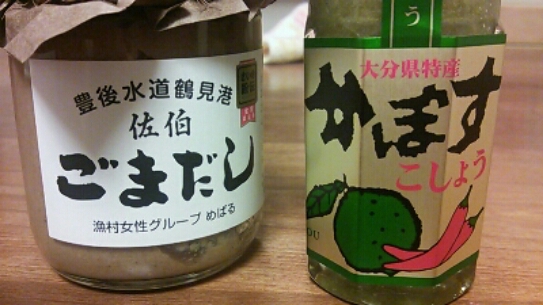 豊後水道鶴見港
佐伯
ごまだし
漁村女性グループ めばる
う
大分県特産
かぼす
こしょう
OU